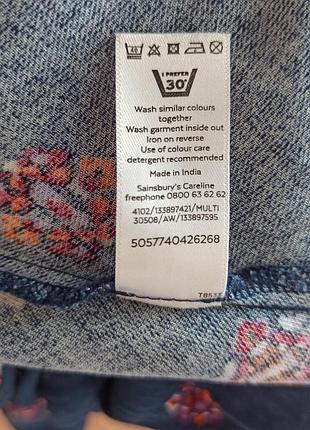 40
I PREFER
30°
Wash similar colours
together
Wash garment inside out
Iron on reverse
Use of colour care
detergent recommended
Made in India
Sainsbury's Careline
freephone 0800 63 62 62
4102/133897421/MULTI
30508/AW/133897595
5057740426268